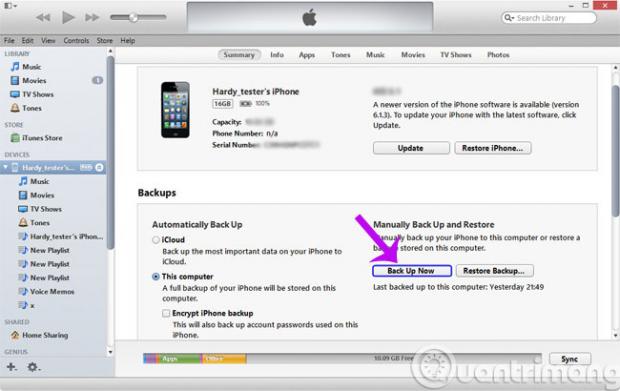 Search Library
File Edit View Controls Store Help
LIBRARY
Music
Movies 1
TV Shows
Tones
STORE
iTunes Store
DEVICES
Hardy_tester's...
Music
Movies
TV Shows
Tones
Hardy_tester's iPhon...
New Playlist
New Playlist
New Playlist
Voice Memos
x
SHARED
Home Sharing
GENIUS
Summary Info Apps Tones Music Movies TV Shows Photos
Hardy_tester's iPhone
16GB 100%
Capacity:
Phone Number: n/a
Serial Number:
A newer version of the iPhone software is available (version
6.1.3). To update your iPhone with the latest software, click
Update.
Update Restore iPhone...
Backups
Automatically Back Up
iCloud
Back up the most important data on your iPhone to
iCloud.
This computer
A full backup of your iPhone will be stored on this
computer.
Encrypt iPhone backup
This will also back up account passwords used on this
iPhone.
Manually Back Up and Restore
Manually back up your iPhone to this computer or restore a
backup stored on this computer.
Back Up Now Restore Backup...
Last backed up to this computer: Yesterday 21:49
Apps Other 10.09 GB Free Sync
Quantrimang